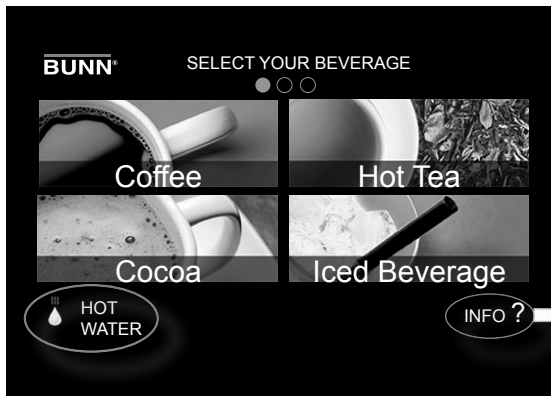 BUNN®
SELECT YOUR BEVERAGE
Coffee
Hot Tea
Cocoa
Iced Beverage
HOT
WATER
INFO ?